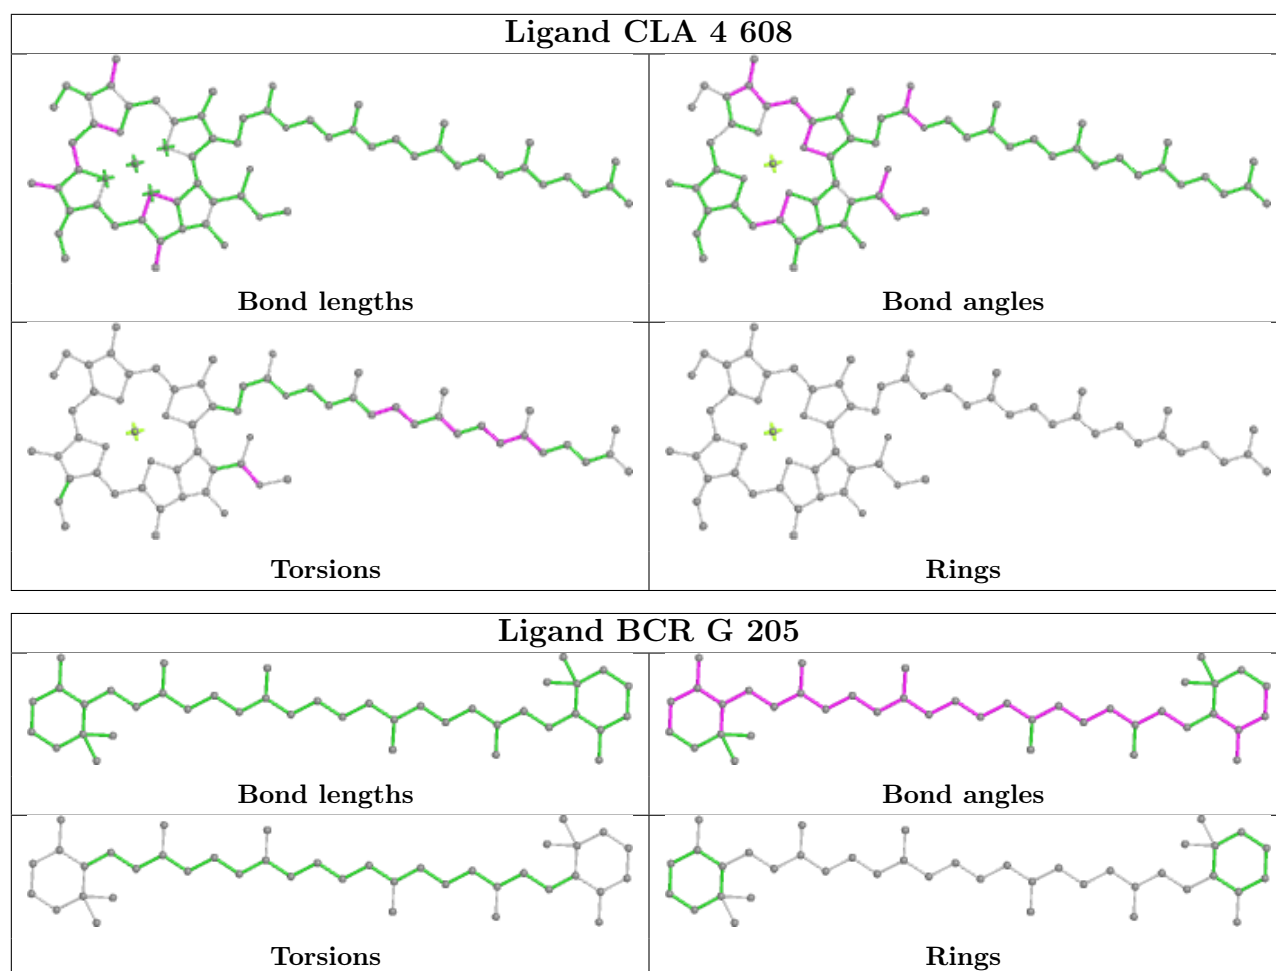 Ligand CLA 4 608
Bond lengths
Bond angles
Torsions
Rings
Ligand BCR G 205
Bond lengths
Bond angles
Torsions
Rings